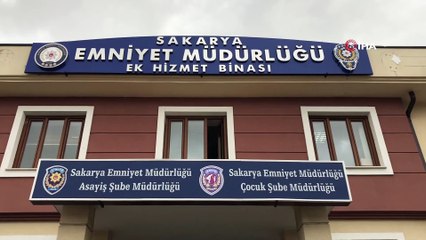 SAKARYA
EMNİYET MÜDÜRLÜĞÜ
EK HİZMET BİNASI
İHA
Sakarya Emniyet Müdürlüğü
Asayiş Şube Müdürlüğü
Sakarya Emniyet Müdürlüğü
Çocuk Şube Müdürlüğü